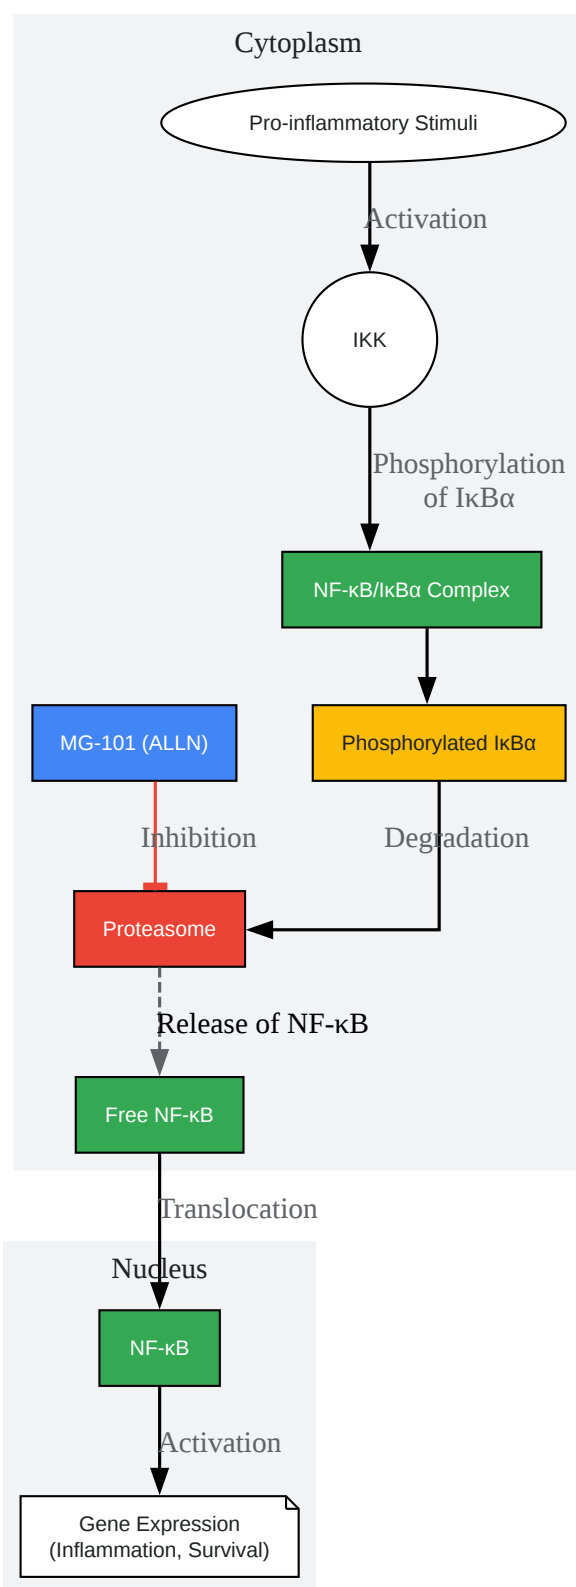 Cytoplasm
Pro-inflammatory Stimuli
Activation
IKK
Phosphorylation
of IκBα
NF-κB/IκBα Complex
MG-101 (ALLN)
Phosphorylated IκBα
Inhibition
Degradation
Proteasome
Release of NF-κB
Free NF-κB
Translocation
Nucleus
NF-κB
Activation
Gene Expression
(Inflammation, Survival)